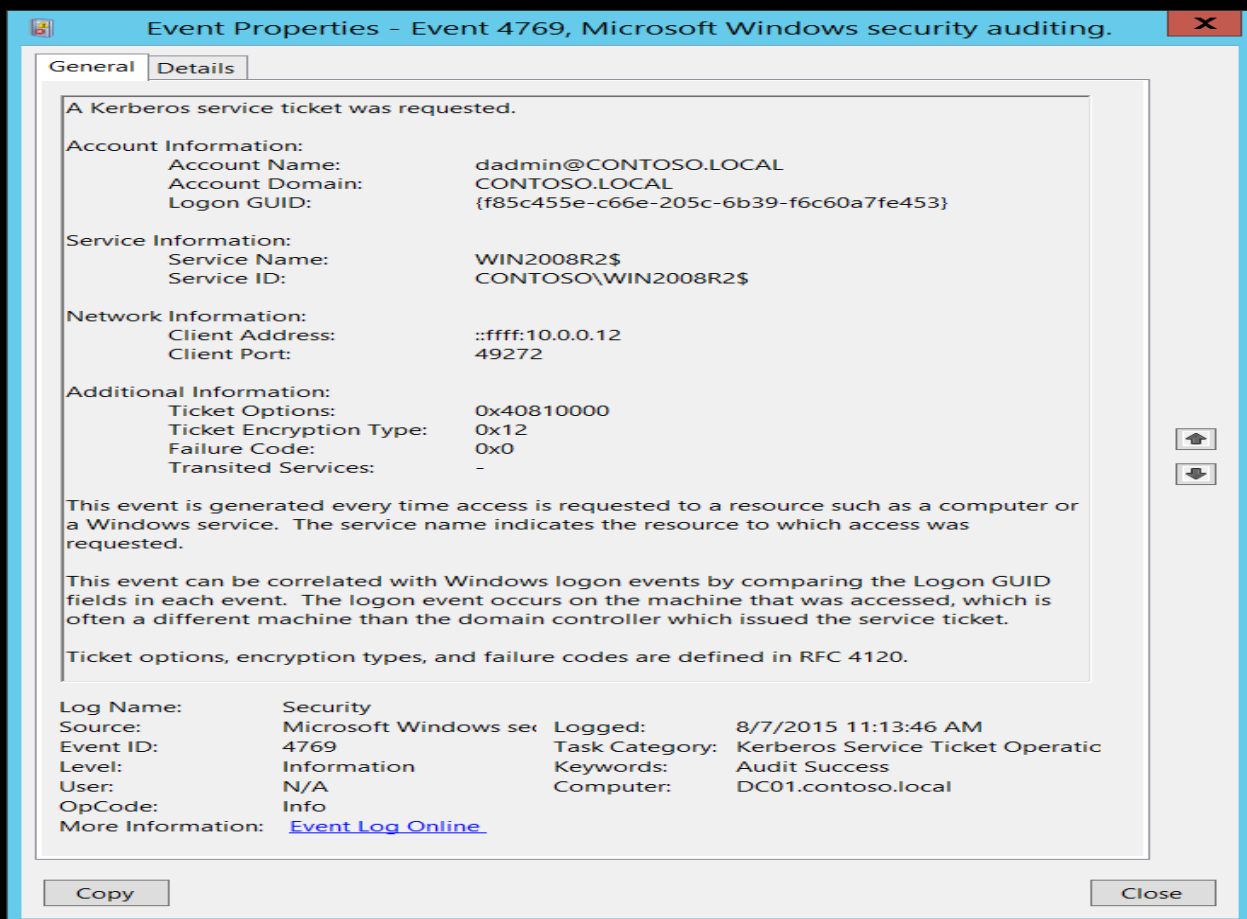 Event Properties - Event 4769, Microsoft Windows security auditing.
X
General Details
A Kerberos service ticket was requested.
Account Information:
Account Name: dadmin@CONTOSO.LOCAL
Account Domain: CONTOSO.LOCAL
Logon GUID: {f85c455e-c66e-205c-6b39-f6c60a7fe453}
Service Information:
Service Name: WIN2008R2$
Service ID: CONTOSO\WIN2008R2$
Network Information:
Client Address: ::ffff:10.0.0.12
Client Port: 49272
Additional Information:
Ticket Options: 0x40810000
Ticket Encryption Type: 0x12
Failure Code: 0x0
Transited Services: -
This event is generated every time access is requested to a resource such as a computer or
a Windows service.  The service name indicates the resource to which access was
requested.
This event can be correlated with Windows logon events by comparing the Logon GUID
fields in each event.  The logon event occurs on the machine that was accessed, which is
often a different machine than the domain controller which issued the service ticket.
Ticket options, encryption types, and failure codes are defined in RFC 4120.
Log Name: Security
Source: Microsoft Windows sec Logged: 8/7/2015 11:13:46 AM
Event ID: 4769 Task Category: Kerberos Service Ticket Operatic
Level: Information Keywords: Audit Success
User: N/A Computer: DC01.contoso.local
OpCode: Info
More Information: Event Log Online
Copy Close